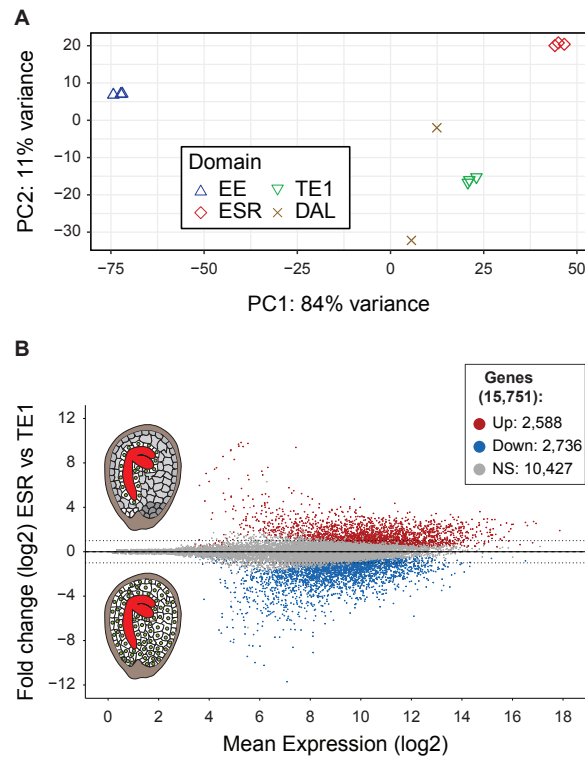 A
PC2: 11% variance
20
10
0
−10
−20
−30
Domain
EE
TE1
ESR
DAL
−75
−50
−25
0
25
50
PC1: 84% variance
B
Genes
(15,751):
Up: 2,588
Down: 2,736
NS: 10,427
Fold change (log2) ESR vs TE1
12
8
4
0
−4
−8
−12
0
2
4
6
8
10
12
14
16
18
Mean Expression (log2)